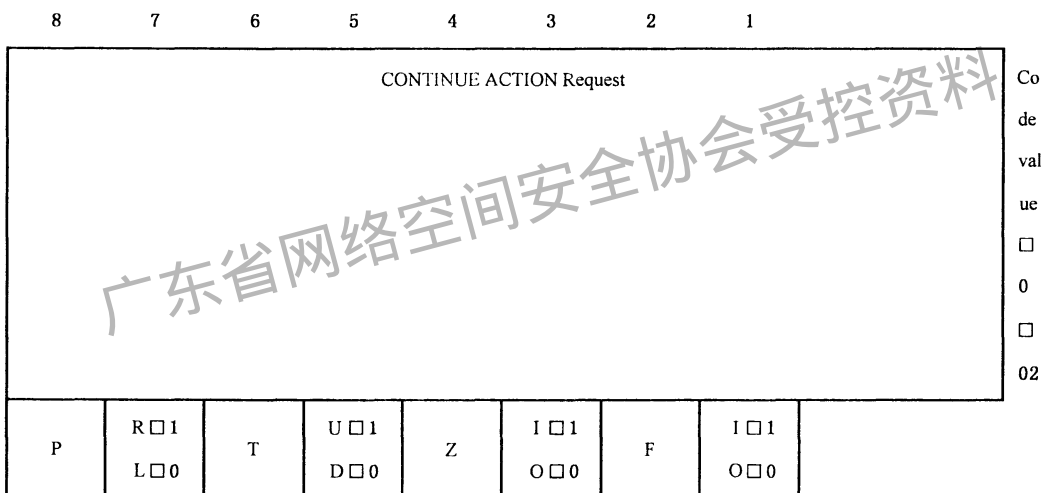 8 7 6 5 4 3 2 1
CONTINUE ACTION Request
Co
de
val
ue
□
0
□
02
广东省网络空间安全协会受控资料
P R□1 L□0 T U□1 D□0 Z I□1 O□0 F I□1 O□0